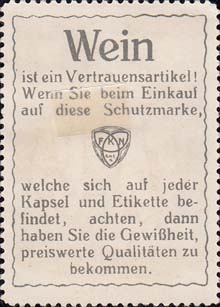 Wein
ist ein Vertrauensartikel!
Wenn Sie beim Einkauf
auf diese Schutzmarke,
FKN
welche sich auf jeder
Kapsel und Etikette be-
findet, achten, dann
haben Sie die Gewißheit,
preiswerte Qualitäten zu
bekommen.